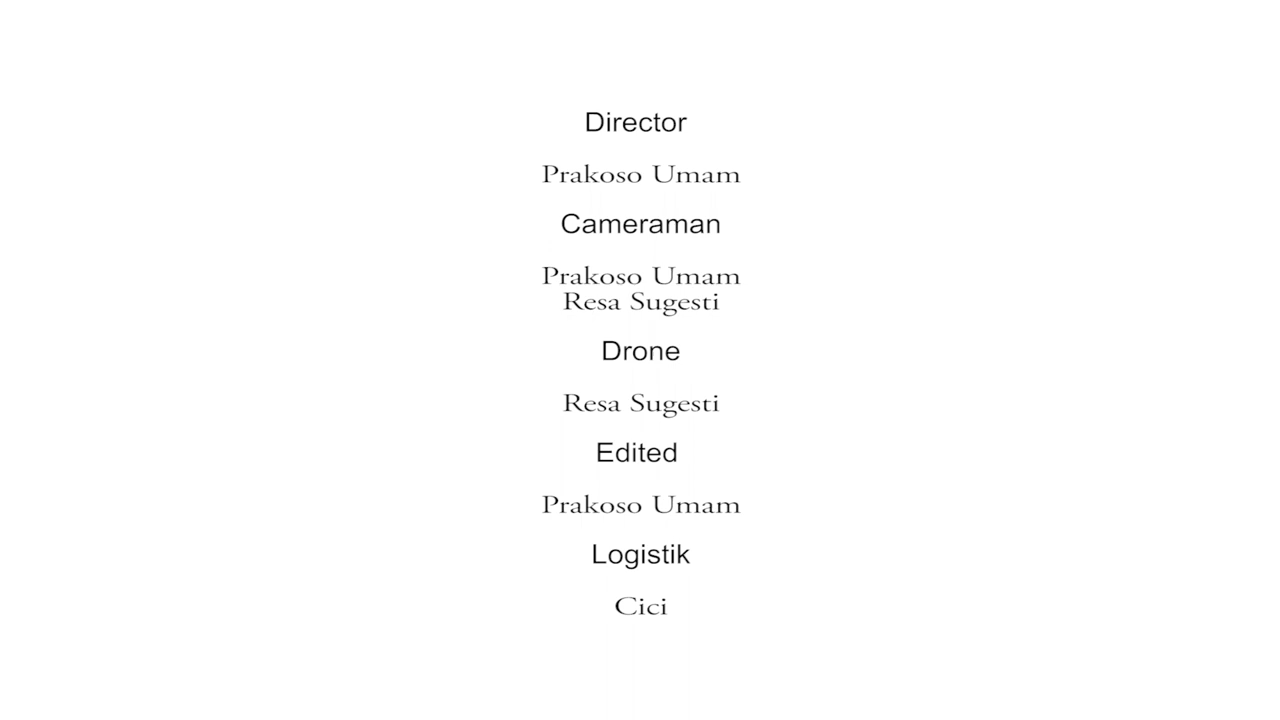 Director
Prakoso Umam
Cameraman
Prakoso Umam
Resa Sugesti
Drone
Resa Sugesti
Edited
Prakoso Umam
Logistik
Cici